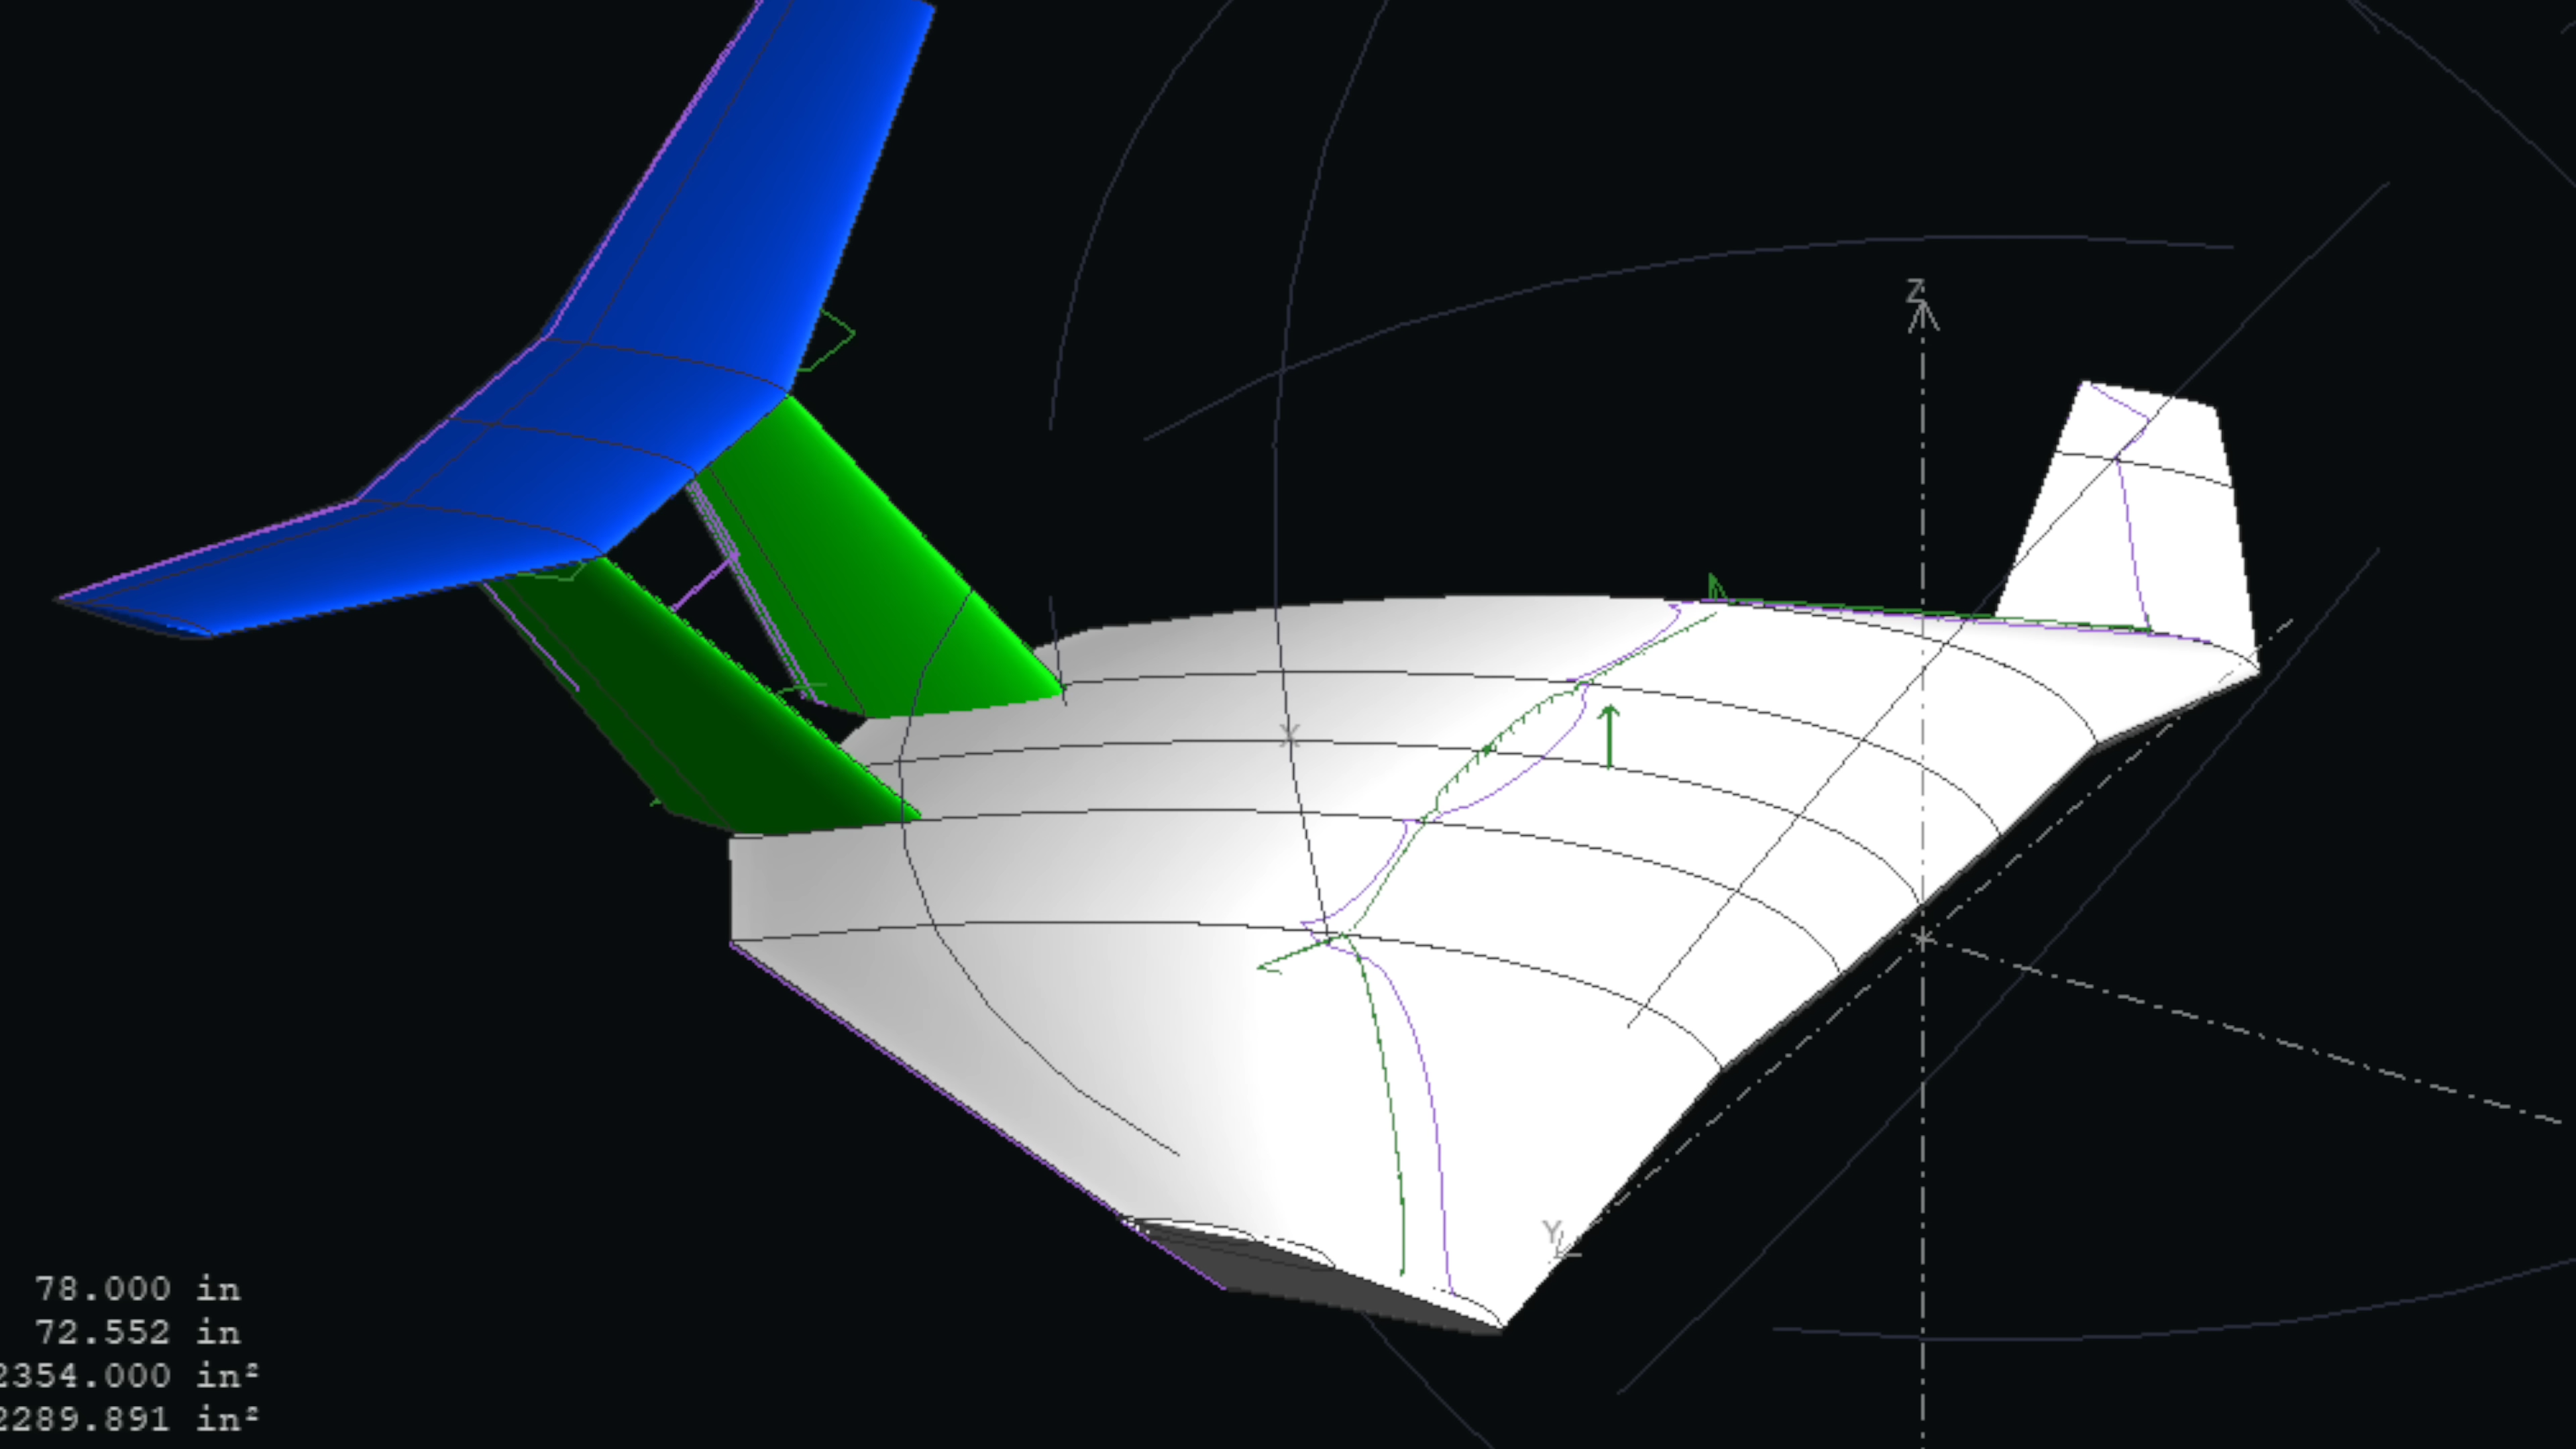 Z
X
Y
78.000 in
72.552 in
2354.000 in²
2289.891 in²